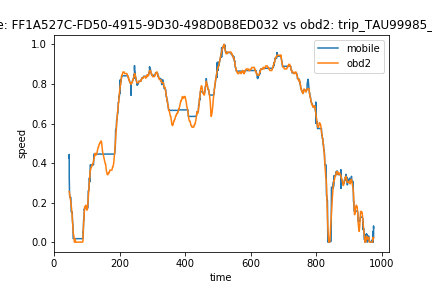 e: FF1A527C-FD50-4915-9D30-498D0B8ED032 vs obd2: trip_TAU99985_
mobile
obd2
1.0
0.8
0.6
0.4
0.2
0.0
speed
0 200 400 600 800 1000
time